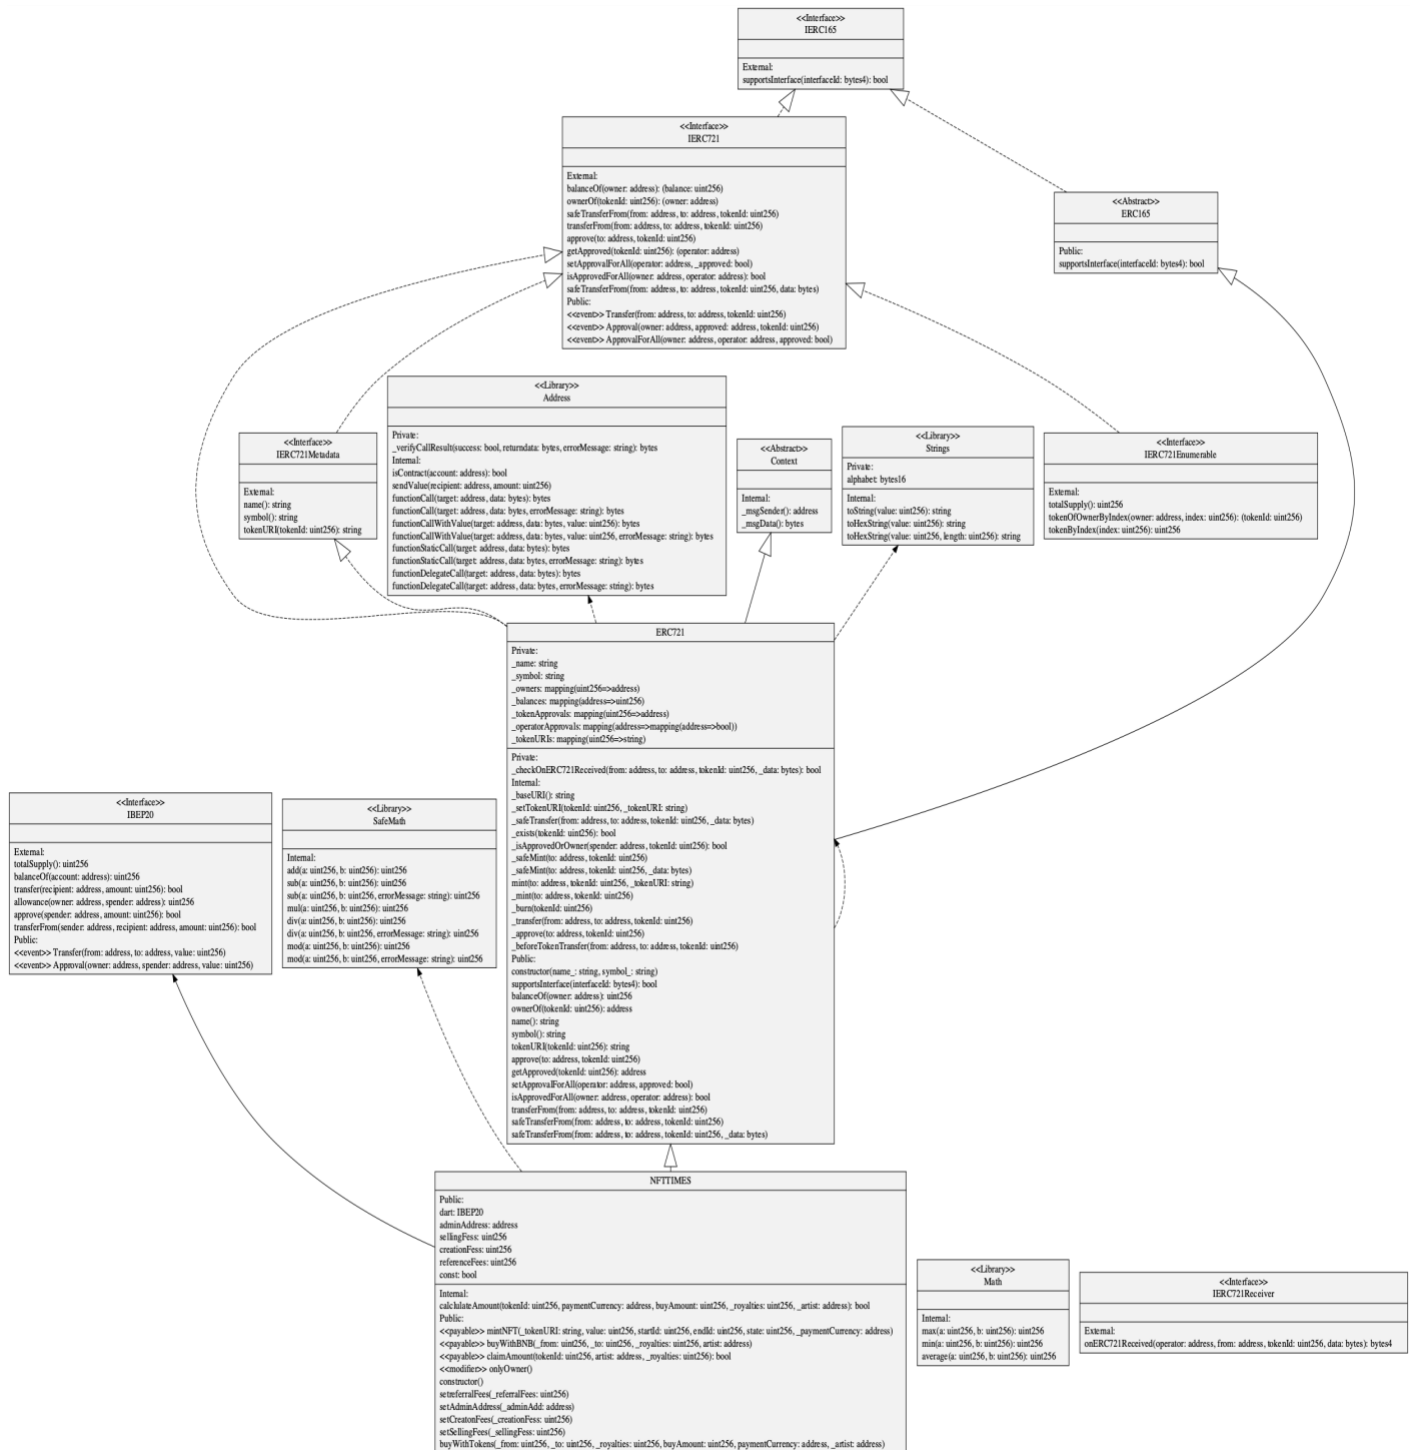 <<Interface>>
IERC165
External:
supportsInterface(interfaceId: bytes4): bool
<<Interface>>
IERC721
External:
balanceOf(owner: address): (balance: uint256)
ownerOf(tokenId: uint256): (owner: address)
safeTransferFrom(from: address, to: address, tokenId: uint256)
transferFrom(from: address, to: address, tokenId: uint256)
approve(to: address, tokenId: uint256)
getApproved(tokenId: uint256): (operator: address)
setApprovalForAll(operator: address, _approved: bool)
isApprovedForAll(owner: address, operator: address): bool
safeTransferFrom(from: address, to: address, tokenId: uint256, data: bytes)
Public:
<<event>> Transfer(from: address, to: address, tokenId: uint256)
<<event>> Approval(owner: address, approved: address, tokenId: uint256)
<<event>> ApprovalForAll(owner: address, operator: address, approved: bool)
<<Abstract>>
ERC165
Public:
supportsInterface(interfaceId: bytes4): bool
<<Interface>>
IERC721Metadata
External:
name(): string
symbol(): string
tokenURI(tokenId: uint256): string
<<Library>>
Address
Private:
_verifyCallResult(success: bool, returndata: bytes, errorMessage: string): bytes
Internal:
isContract(account: address): bool
sendValue(recipient: address, amount: uint256)
functionCall(target: address, data: bytes): bytes
functionCall(target: address, data: bytes, errorMessage: string): bytes
functionCallWithValue(target: address, data: bytes, value: uint256): bytes
functionCallWithValue(target: address, data: bytes, value: uint256, errorMessage: string): bytes
functionStaticCall(target: address, data: bytes): bytes
functionStaticCall(target: address, data: bytes, errorMessage: string): bytes
functionDelegateCall(target: address, data: bytes): bytes
functionDelegateCall(target: address, data: bytes, errorMessage: string): bytes
<<Abstract>>
Context
Internal:
_msgSender(): address
_msgData(): bytes
<<Library>>
Strings
Private:
alphabet: bytes16
Internal:
toString(value: uint256): string
toHexString(value: uint256): string
toHexString(value: uint256, length: uint256): string
<<Interface>>
IERC721Enumerable
External:
totalSupply(): uint256
tokenOfOwnerByIndex(owner: address, index: uint256): (tokenId: uint256)
tokenByIndex(index: uint256): uint256
ERC721
Private:
_name: string
_symbol: string
_owners: mapping(uint256=>address)
_balances: mapping(address=>uint256)
_tokenApprovals: mapping(uint256=>address)
_operatorApprovals: mapping(address=>mapping(address=>bool))
_tokenURIs: mapping(uint256=>string)
Private:
_checkOnERC721Received(from: address, to: address, tokenId: uint256, _data: bytes): bool
Internal:
_baseURI(): string
_setTokenURI(tokenId: uint256, _tokenURI: string)
_safeTransfer(from: address, to: address, tokenId: uint256, _data: bytes)
_exists(tokenId: uint256): bool
_isApprovedOrOwner(spender: address, tokenId: uint256): bool
_safeMint(to: address, tokenId: uint256)
_safeMint(to: address, tokenId: uint256, _data: bytes)
mint(to: address, tokenId: uint256, _tokenURI: string)
_mint(to: address, tokenId: uint256)
_burn(tokenId: uint256)
_transfer(from: address, to: address, tokenId: uint256)
_approve(to: address, tokenId: uint256)
_beforeTokenTransfer(from: address, to: address, tokenId: uint256)
Public:
constructor(name_: string, symbol_: string)
supportsInterface(interfaceId: bytes4): bool
balanceOf(owner: address): uint256
ownerOf(tokenId: uint256): address
name(): string
symbol(): string
tokenURI(tokenId: uint256): string
approve(to: address, tokenId: uint256)
getApproved(tokenId: uint256): address
setApprovalForAll(operator: address, approved: bool)
isApprovedForAll(owner: address, operator: address): bool
transferFrom(from: address, to: address, tokenId: uint256)
safeTransferFrom(from: address, to: address, tokenId: uint256)
safeTransferFrom(from: address, to: address, tokenId: uint256, _data: bytes)
<<Interface>>
IBEP20
External:
totalSupply(): uint256
balanceOf(account: address): uint256
transfer(recipient: address, amount: uint256): bool
allowance(owner: address, spender: address): uint256
approve(spender: address, amount: uint256): bool
transferFrom(sender: address, recipient: address, amount: uint256): bool
Public:
<<event>> Transfer(from: address, to: address, value: uint256)
<<event>> Approval(owner: address, spender: address, value: uint256)
<<Library>>
SafeMath
Internal:
add(a: uint256, b: uint256): uint256
sub(a: uint256, b: uint256): uint256
sub(a: uint256, b: uint256, errorMessage: string): uint256
mul(a: uint256, b: uint256): uint256
div(a: uint256, b: uint256): uint256
div(a: uint256, b: uint256, errorMessage: string): uint256
mod(a: uint256, b: uint256): uint256
mod(a: uint256, b: uint256, errorMessage: string): uint256
NFTTIMES
Public:
dart: IBEP20
adminAddress: address
sellingFess: uint256
creationFess: uint256
referenceFees: uint256
const: bool
Internal:
calclulateAmount(tokenId: uint256, paymentCurrency: address, buyAmount: uint256, _royalties: uint256, _artist: address): bool
Public:
<<payable>> mintNFT(_tokenURI: string, value: uint256, startId: uint256, endId: uint256, state: uint256, _paymentCurrency: address)
<<payable>> buyWithBNB(_from: uint256, _to: uint256, _royalties: uint256, artist: address)
<<payable>> claimAmount(tokenId: uint256, artist: address, _royalties: uint256): bool
<<modifier>> onlyOwner()
constructor()
setreferralFees(_referralFees: uint256)
setAdminAddress(_adminAdd: address)
setCreatonFees(_creationFess: uint256)
setSellingFees(_sellingFess: uint256)
buyWithTokens(_from: uint256, _to: uint256, _royalties: uint256, buyAmount: uint256, paymentCurrency: address, _artist: address)
<<Library>>
Math
Internal:
max(a: uint256, b: uint256): uint256
min(a: uint256, b: uint256): uint256
average(a: uint256, b: uint256): uint256
<<Interface>>
IERC721Receiver
External:
onERC721Received(operator: address, from: address, tokenId: uint256, data: bytes): bytes4